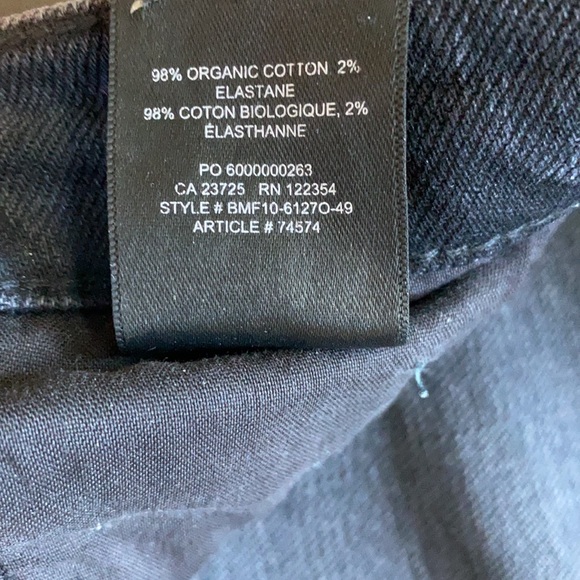 98% ORGANIC COTTON 2%
ELASTANE
98% COTON BIOLOGIQUE, 2%
ÉLASTHANNE
PO 6000000263
CA 23725 RN 122354
STYLE # BMF10-6127O-49
ARTICLE # 74574